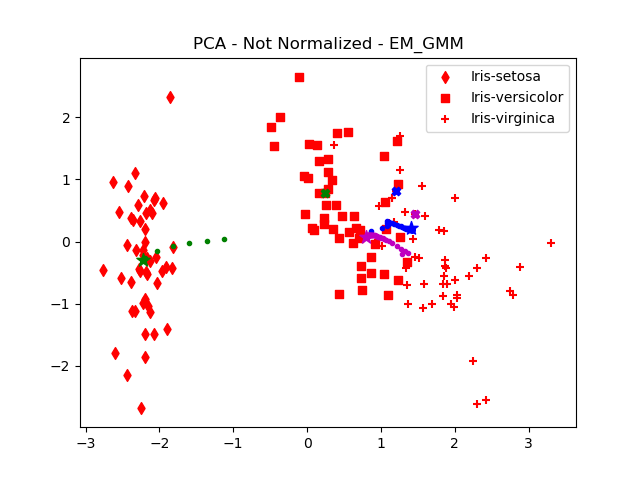 PCA - Not Normalized - EM_GMM
Iris-setosa
Iris-versicolor
Iris-virginica
2
1
0
−1
−2
−3 −2 −1 0 1 2 3